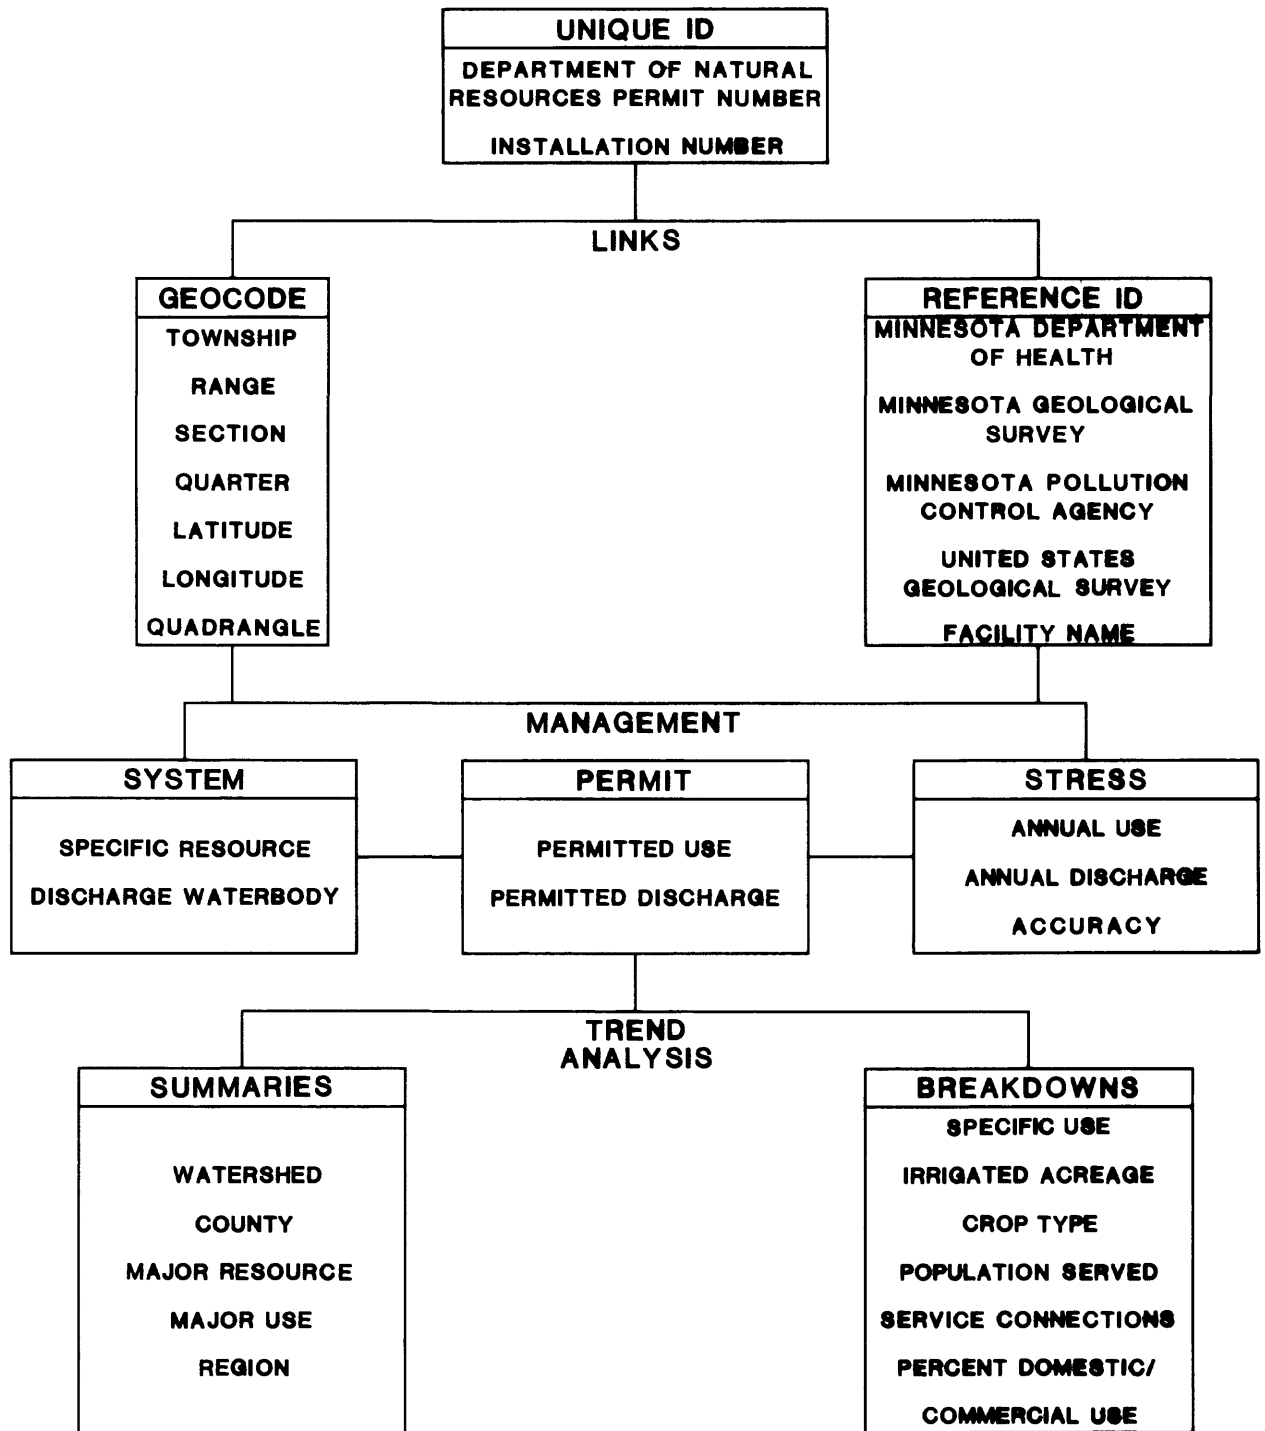 UNIQUE ID
DEPARTMENT OF NATURAL
RESOURCES PERMIT NUMBER
INSTALLATION NUMBER
LINKS
GEOCODE
TOWNSHIP
RANGE
SECTION
QUARTER
LATITUDE
LONGITUDE
QUADRANGLE
REFERENCE ID
MINNESOTA DEPARTMENT
OF HEALTH
MINNESOTA GEOLOGICAL
SURVEY
MINNESOTA POLLUTION
CONTROL AGENCY
UNITED STATES
GEOLOGICAL SURVEY
FACILITY NAME
MANAGEMENT
SYSTEM
SPECIFIC RESOURCE
DISCHARGE WATERBODY
PERMIT
PERMITTED USE
PERMITTED DISCHARGE
STRESS
ANNUAL USE
ANNUAL DISCHARGE
ACCURACY
TREND
ANALYSIS
SUMMARIES
WATERSHED
COUNTY
MAJOR RESOURCE
MAJOR USE
REGION
BREAKDOWNS
SPECIFIC USE
IRRIGATED ACREAGE
CROP TYPE
POPULATION SERVED
SERVICE CONNECTIONS
PERCENT DOMESTIC/
COMMERCIAL USE